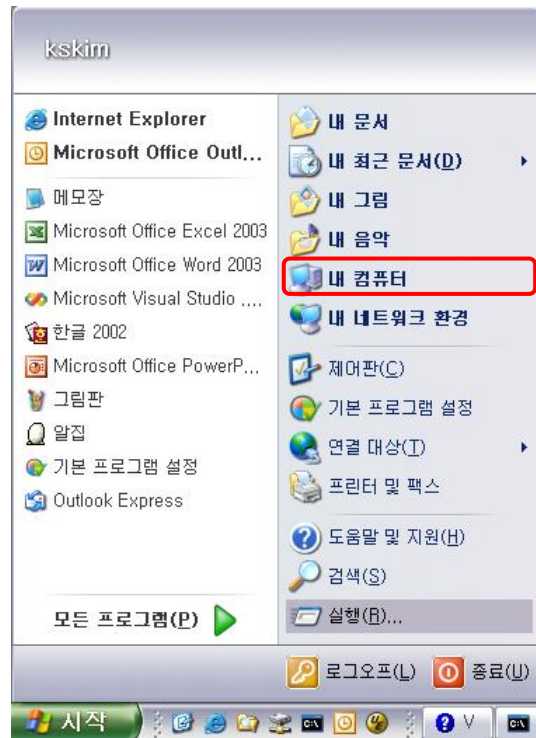 kskim
Internet Explorer
Microsoft Office Outl...
메모장
Microsoft Office Excel 2003
Microsoft Office Word 2003
Microsoft Visual Studio ....
한글 2002
Microsoft Office PowerP...
그림판
알집
기본 프로그램 설정
Outlook Express
모든 프로그램(P)
내 문서
내 최근 문서(D)
내 그림
내 음악
내 컴퓨터
내 네트워크 환경
제어판(C)
기본 프로그램 설정
연결 대상(T)
프린터 및 팩스
도움말 및 지원(H)
검색(S)
실행(R)...
로그오프(L) 종료(U)
시작 V